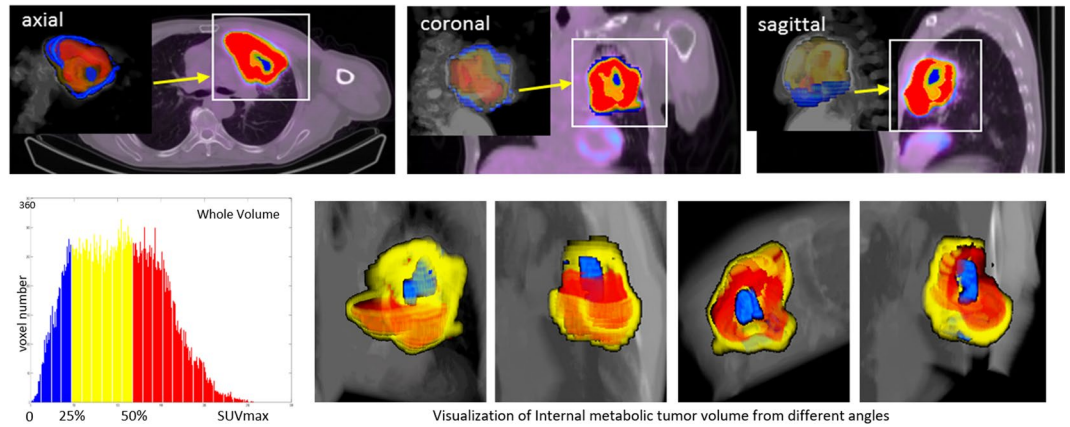 axial
coronal
sagittal
360
Whole Volume
voxel number
0 25% 50% SUVmax
Visualization of Internal metabolic tumor volume from different angles